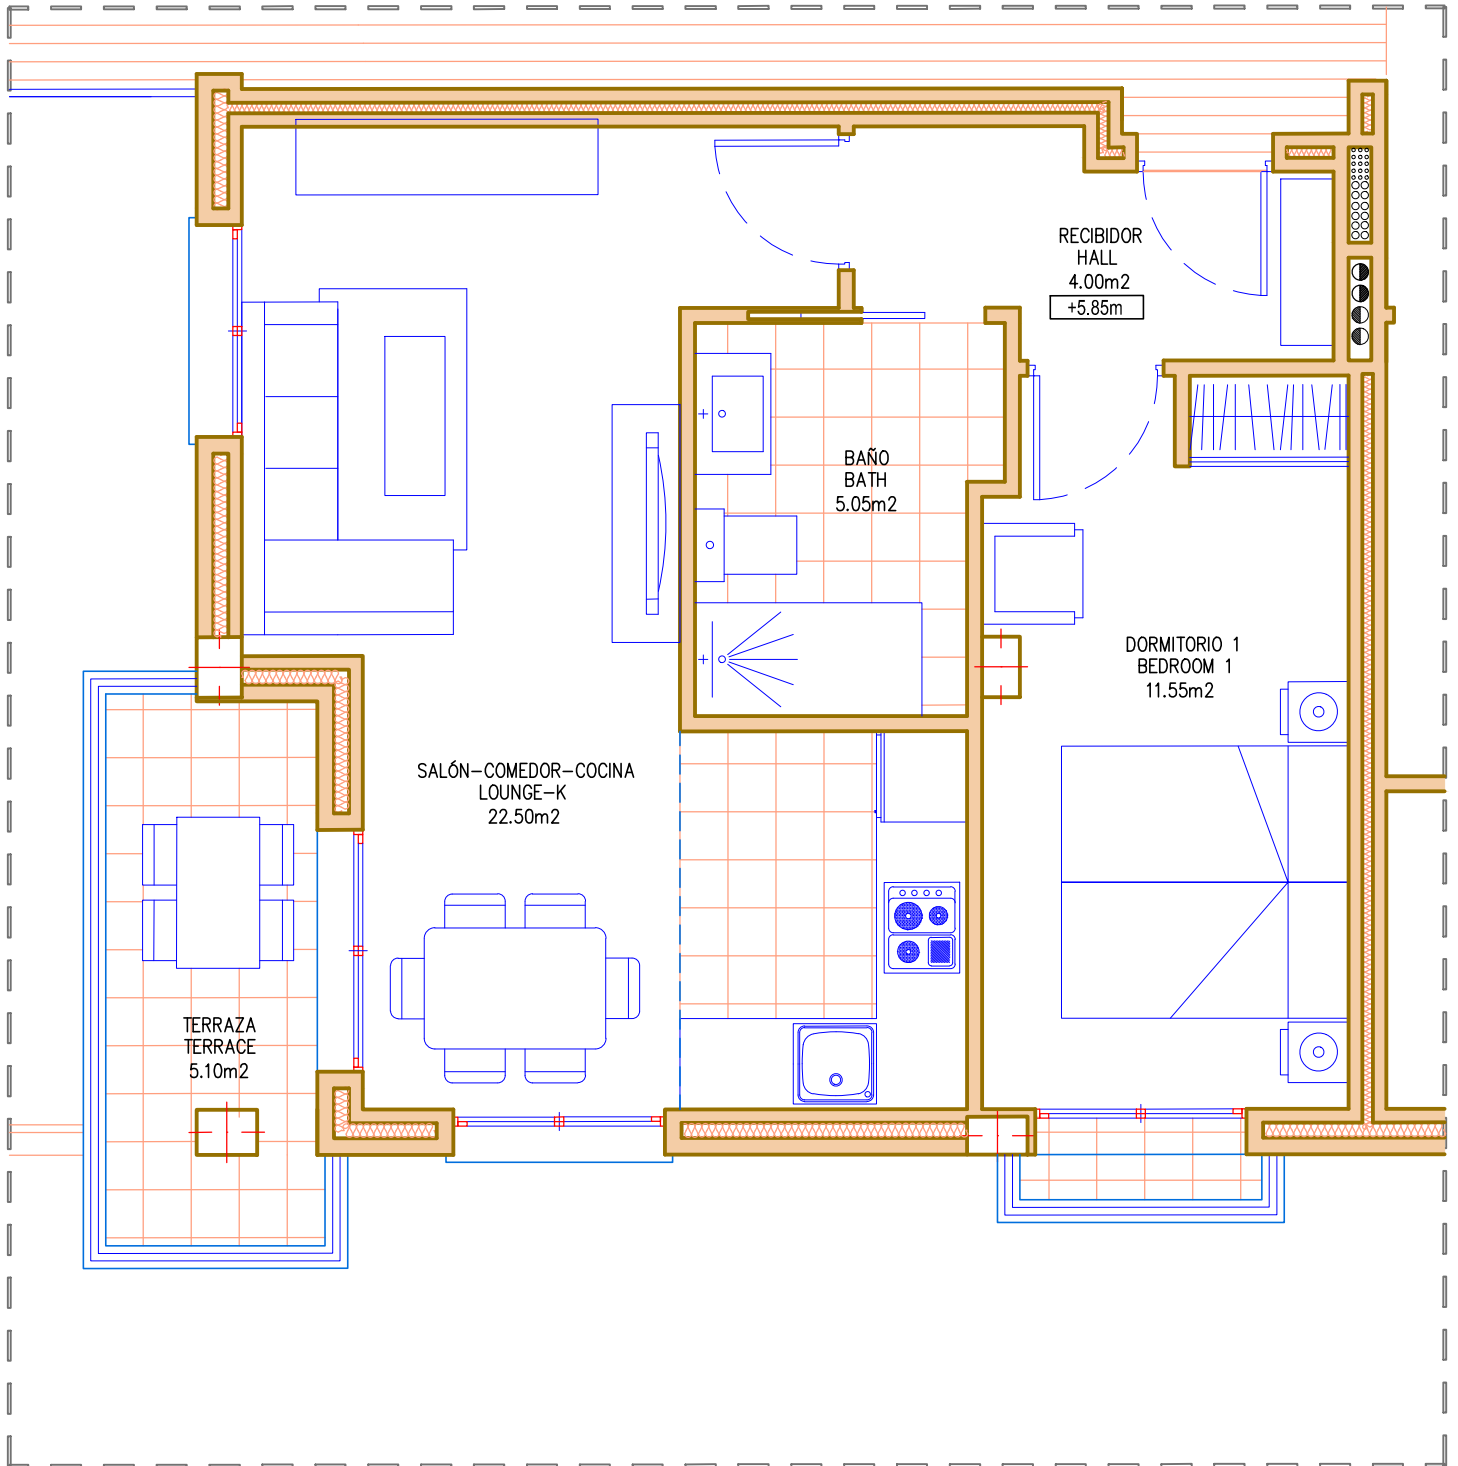 RECIBIDOR
HALL
4.00m2
+5.85m
BAÑO
BATH
5.05m2
DORMITORIO 1
BEDROOM 1
11.55m2
SALÓN-COMEDOR-COCINA
LOUNGE-K
22.50m2
TERRAZA
TERRACE
5.10m2